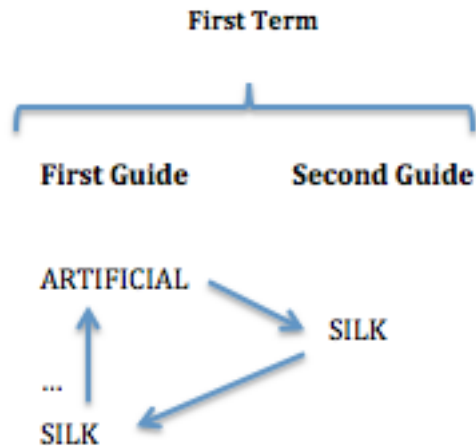 First Term
First Guide Second Guide
ARTIFICIAL
SILK
...
SILK